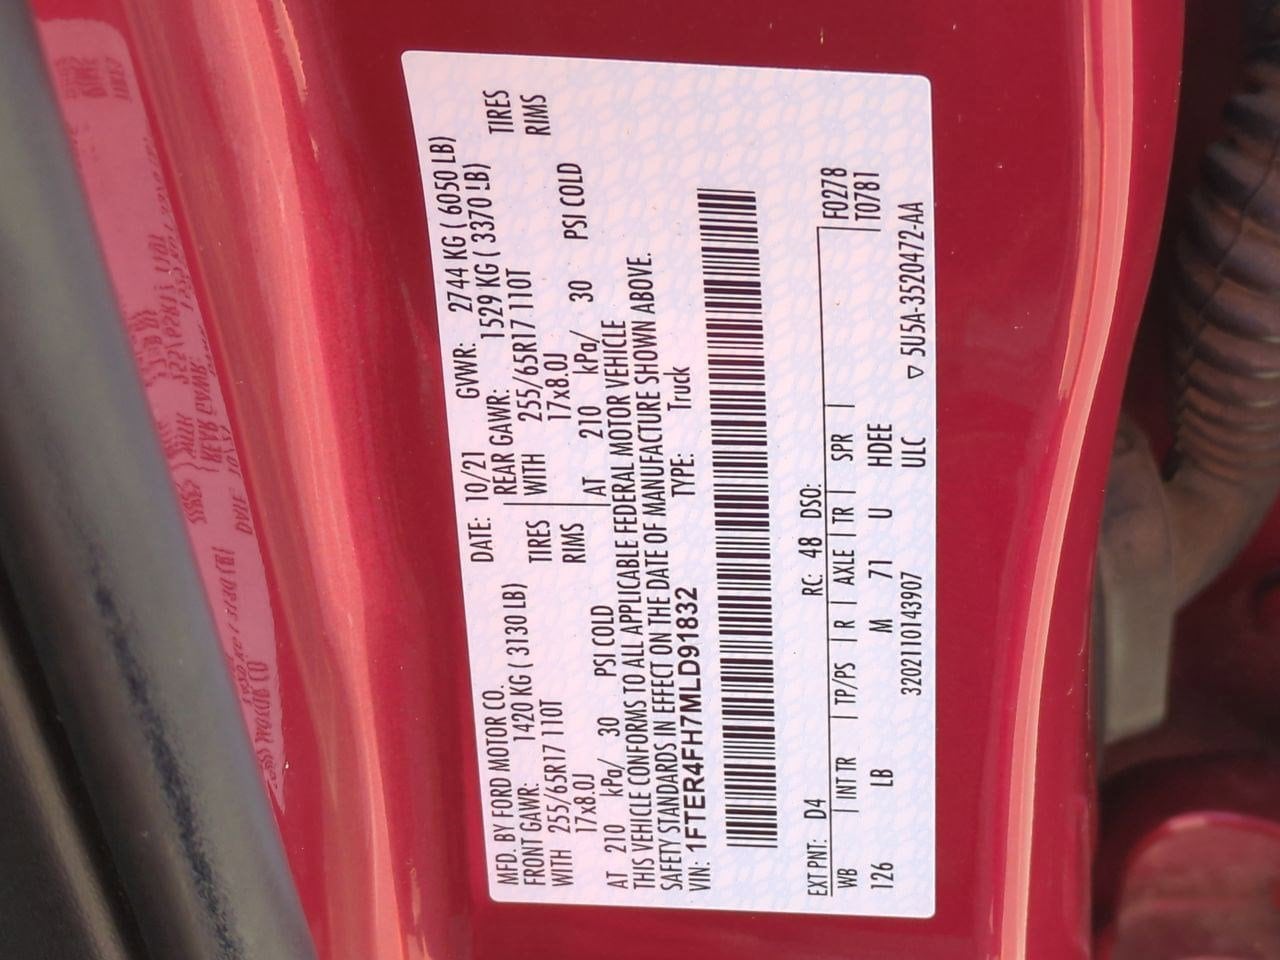 MFD. BY FORD MOTOR CO. DATE: 10/21 GVWR: 2744 KG ( 6050 LB)
FRONT GAWR: 1420 KG ( 3130 LB) REAR GAWR: 1529 KG ( 3370 LB)
WITH 255/65R17 110T TIRES WITH 255/65R17 110T TIRES
17x8.0J RIMS 17x8.0J RIMS
AT 210 kPa/ 30 PSI COLD AT 210 kPa/ 30 PSI COLD
THIS VEHICLE CONFORMS TO ALL APPLICABLE FEDERAL MOTOR VEHICLE
SAFETY STANDARDS IN EFFECT ON THE DATE OF MANUFACTURE SHOWN ABOVE.
VIN: 1FTER4FH7MLD91832 TYPE: Truck
EXT PNT: D4 RC: 48 DSO: F0278
WB INT TR TP/PS R AXLE TR SPR T0781
126 LB M 71 U HDEE
3202110143907 ULC ▽ 5U5A-3520472-AA